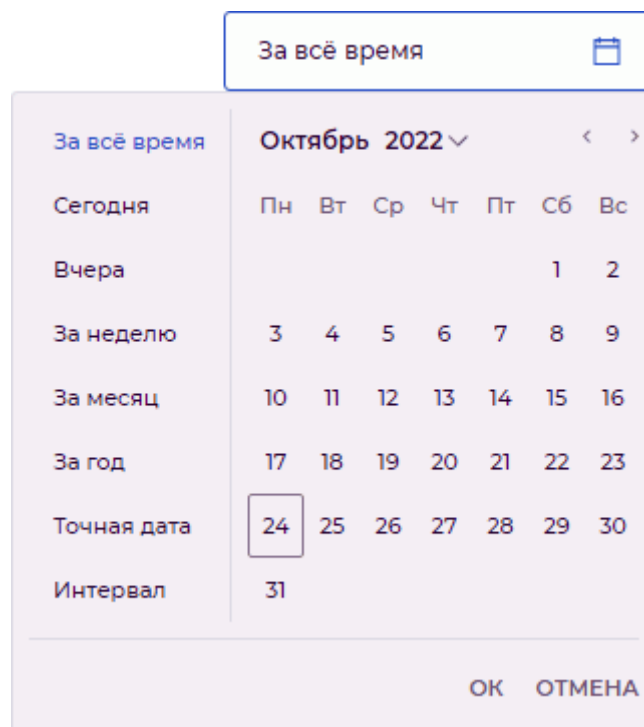 За всё время
За всё время
Октябрь 2022
Сегодня
Пн Вт Ср Чт Пт Сб Вс
Вчера
1 2
За неделю
3 4 5 6 7 8 9
За месяц
10 11 12 13 14 15 16
За год
17 18 19 20 21 22 23
Точная дата
24 25 26 27 28 29 30
Интервал
31
ОК ОТМЕНА